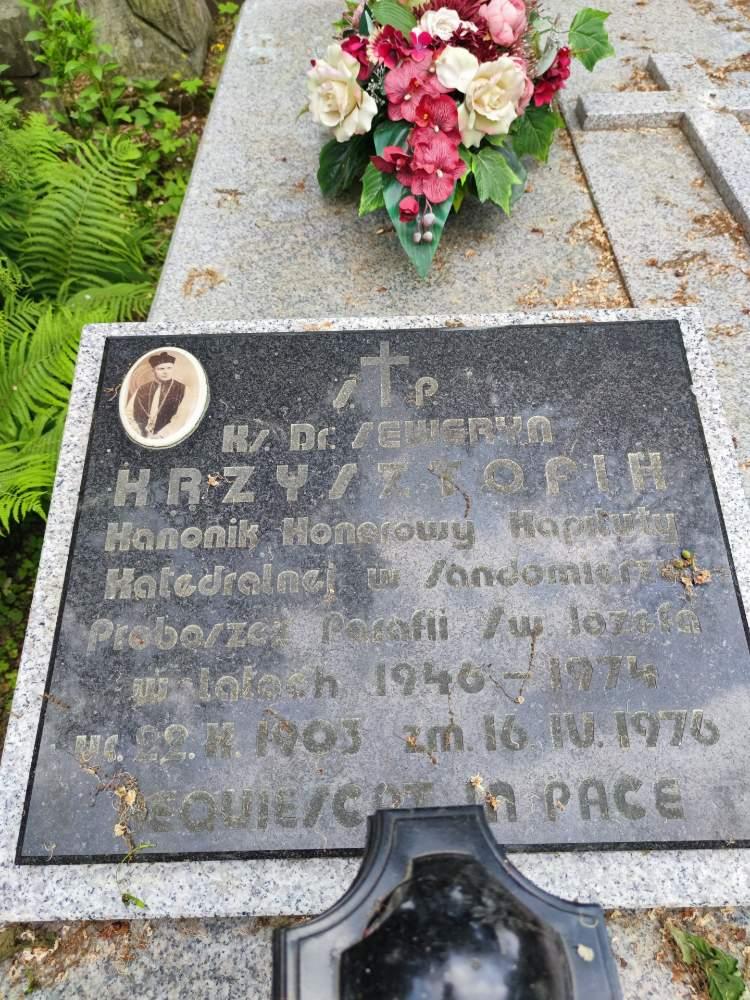 Ś. P
Ks. Dr. SEWERYN
KRZYSZTOFIK
Kanonik Honorowy Kapituły
Katedralnej w Sandomierzu
Proboszcz Parafii Św. Józefa
w latach 1946 - 1974
ur. 22. X. 1903 zm. 16. IV. 1976
REQUIESCAT IN PACE